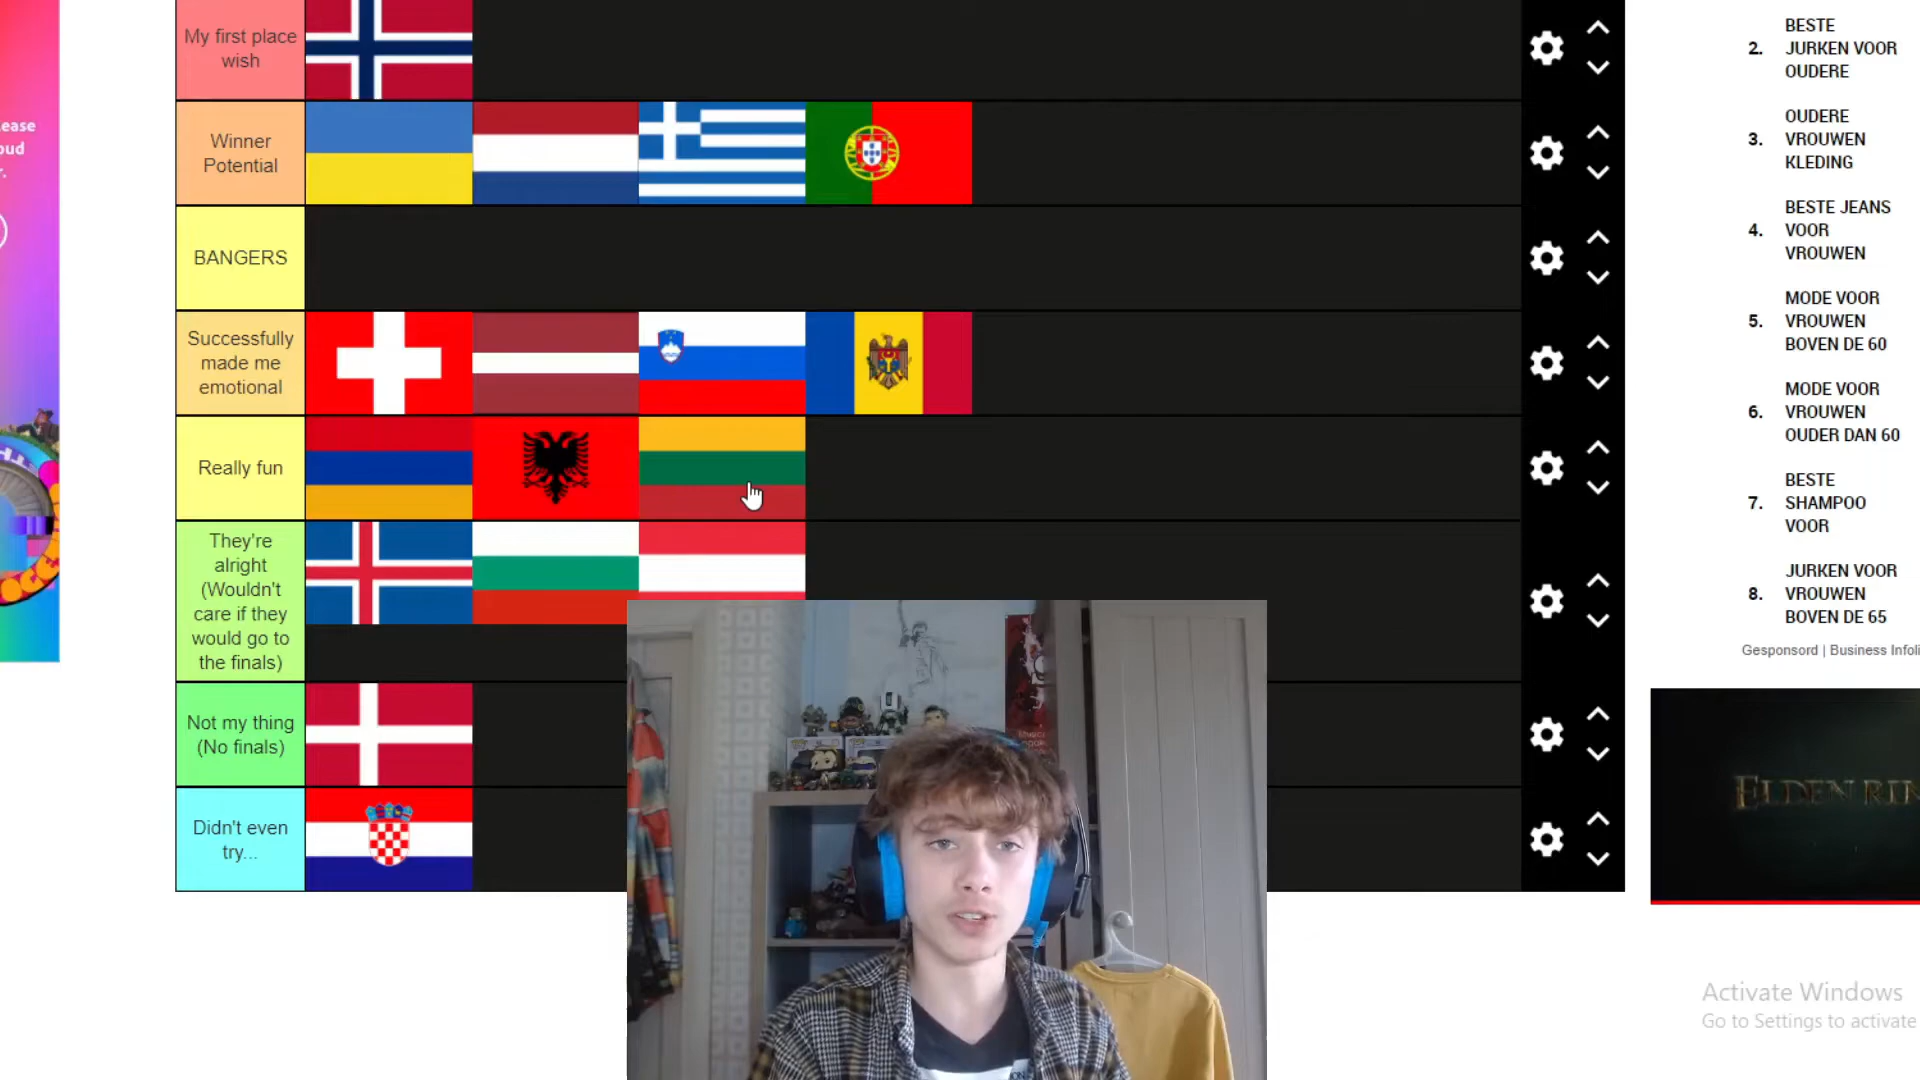 My first place
wish
Winner
Potential
BANGERS
Successfully
made me
emotional
Really fun
They're
alright
(Wouldn't
care if they
would go to
the finals)
Not my thing
(No finals)
Didn't even
try...
2. BESTE
JURKEN VOOR
OUDERE
3. OUDERE
VROUWEN
KLEDING
4. BESTE JEANS
VOOR
VROUWEN
5. MODE VOOR
VROUWEN
BOVEN DE 60
6. MODE VOOR
VROUWEN
OUDER DAN 60
7. BESTE
SHAMPOO
VOOR
8. JURKEN VOOR
VROUWEN
BOVEN DE 65
Gesponsord | Business Infoli
ELDEN RIN
Activate Windows
Go to Settings to activate